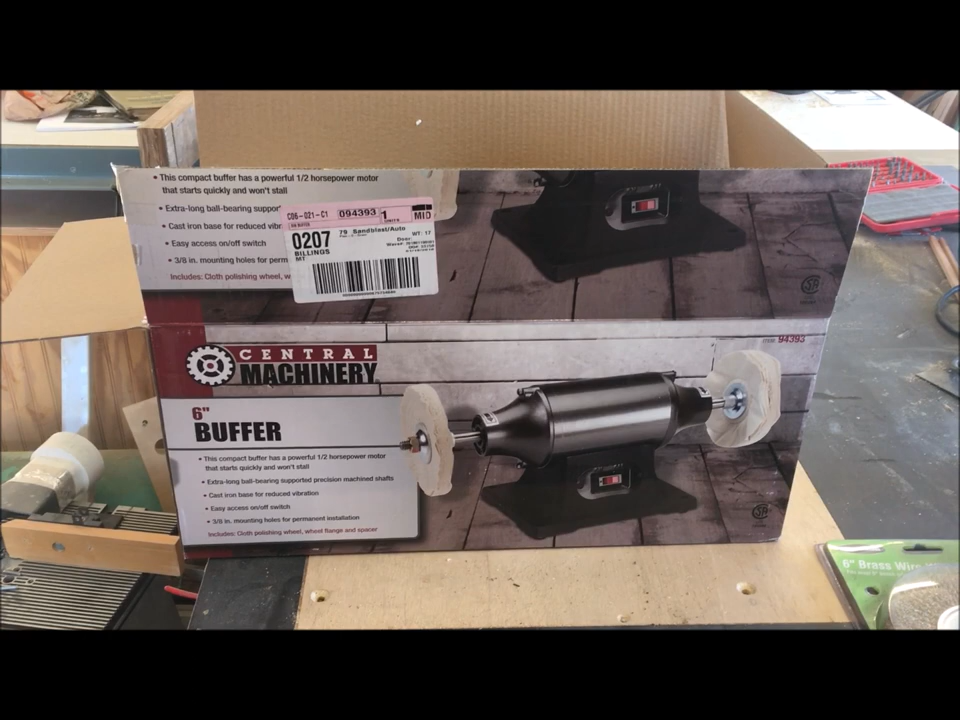 • This compact buffer has a powerful 1/2 horsepower motor
that starts quickly and won't stall
• Extra-long ball-bearing suppor
• Cast iron base for reduced vibr
• Easy access on/off switch
• 3/8 in. mounting holes for perm
Includes: Cloth polishing wheel, w
C06-021-C1 094393 1 MID
0207 79 Sandblast/Auto WT: 17
BILLINGS
MT
ITEM 94393
CENTRAL
MACHINERY
6"
BUFFER
• This compact buffer has a powerful 1/2 horsepower motor
that starts quickly and won't stall
• Extra-long ball-bearing supported precision machined shafts
• Cast iron base for reduced vibration
• Easy access on/off switch
• 3/8 in. mounting holes for permanent installation
Includes: Cloth polishing wheel, wheel flange and spacer
6" Brass Wire